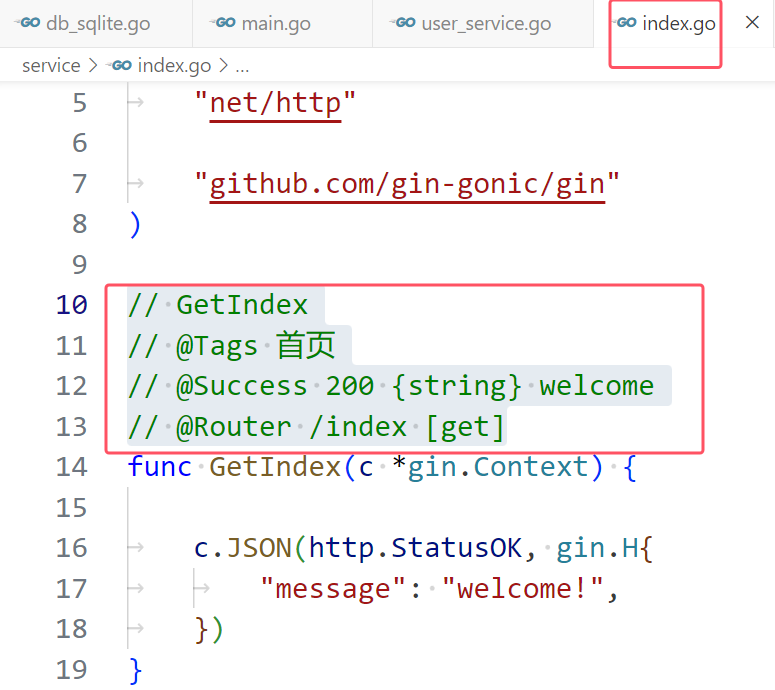 db_sqlite.go main.go user_service.go index.go
service > index.go > ...
5 "net/http"
6
7 "github.com/gin-gonic/gin"
8 )
9
10 // GetIndex
11 // @Tags 首页
12 // @Success 200 {string} welcome
13 // @Router /index [get]
14 func GetIndex(c *gin.Context) {
15
16 c.JSON(http.StatusOK, gin.H{
17 "message": "welcome!",
18 })
19 }